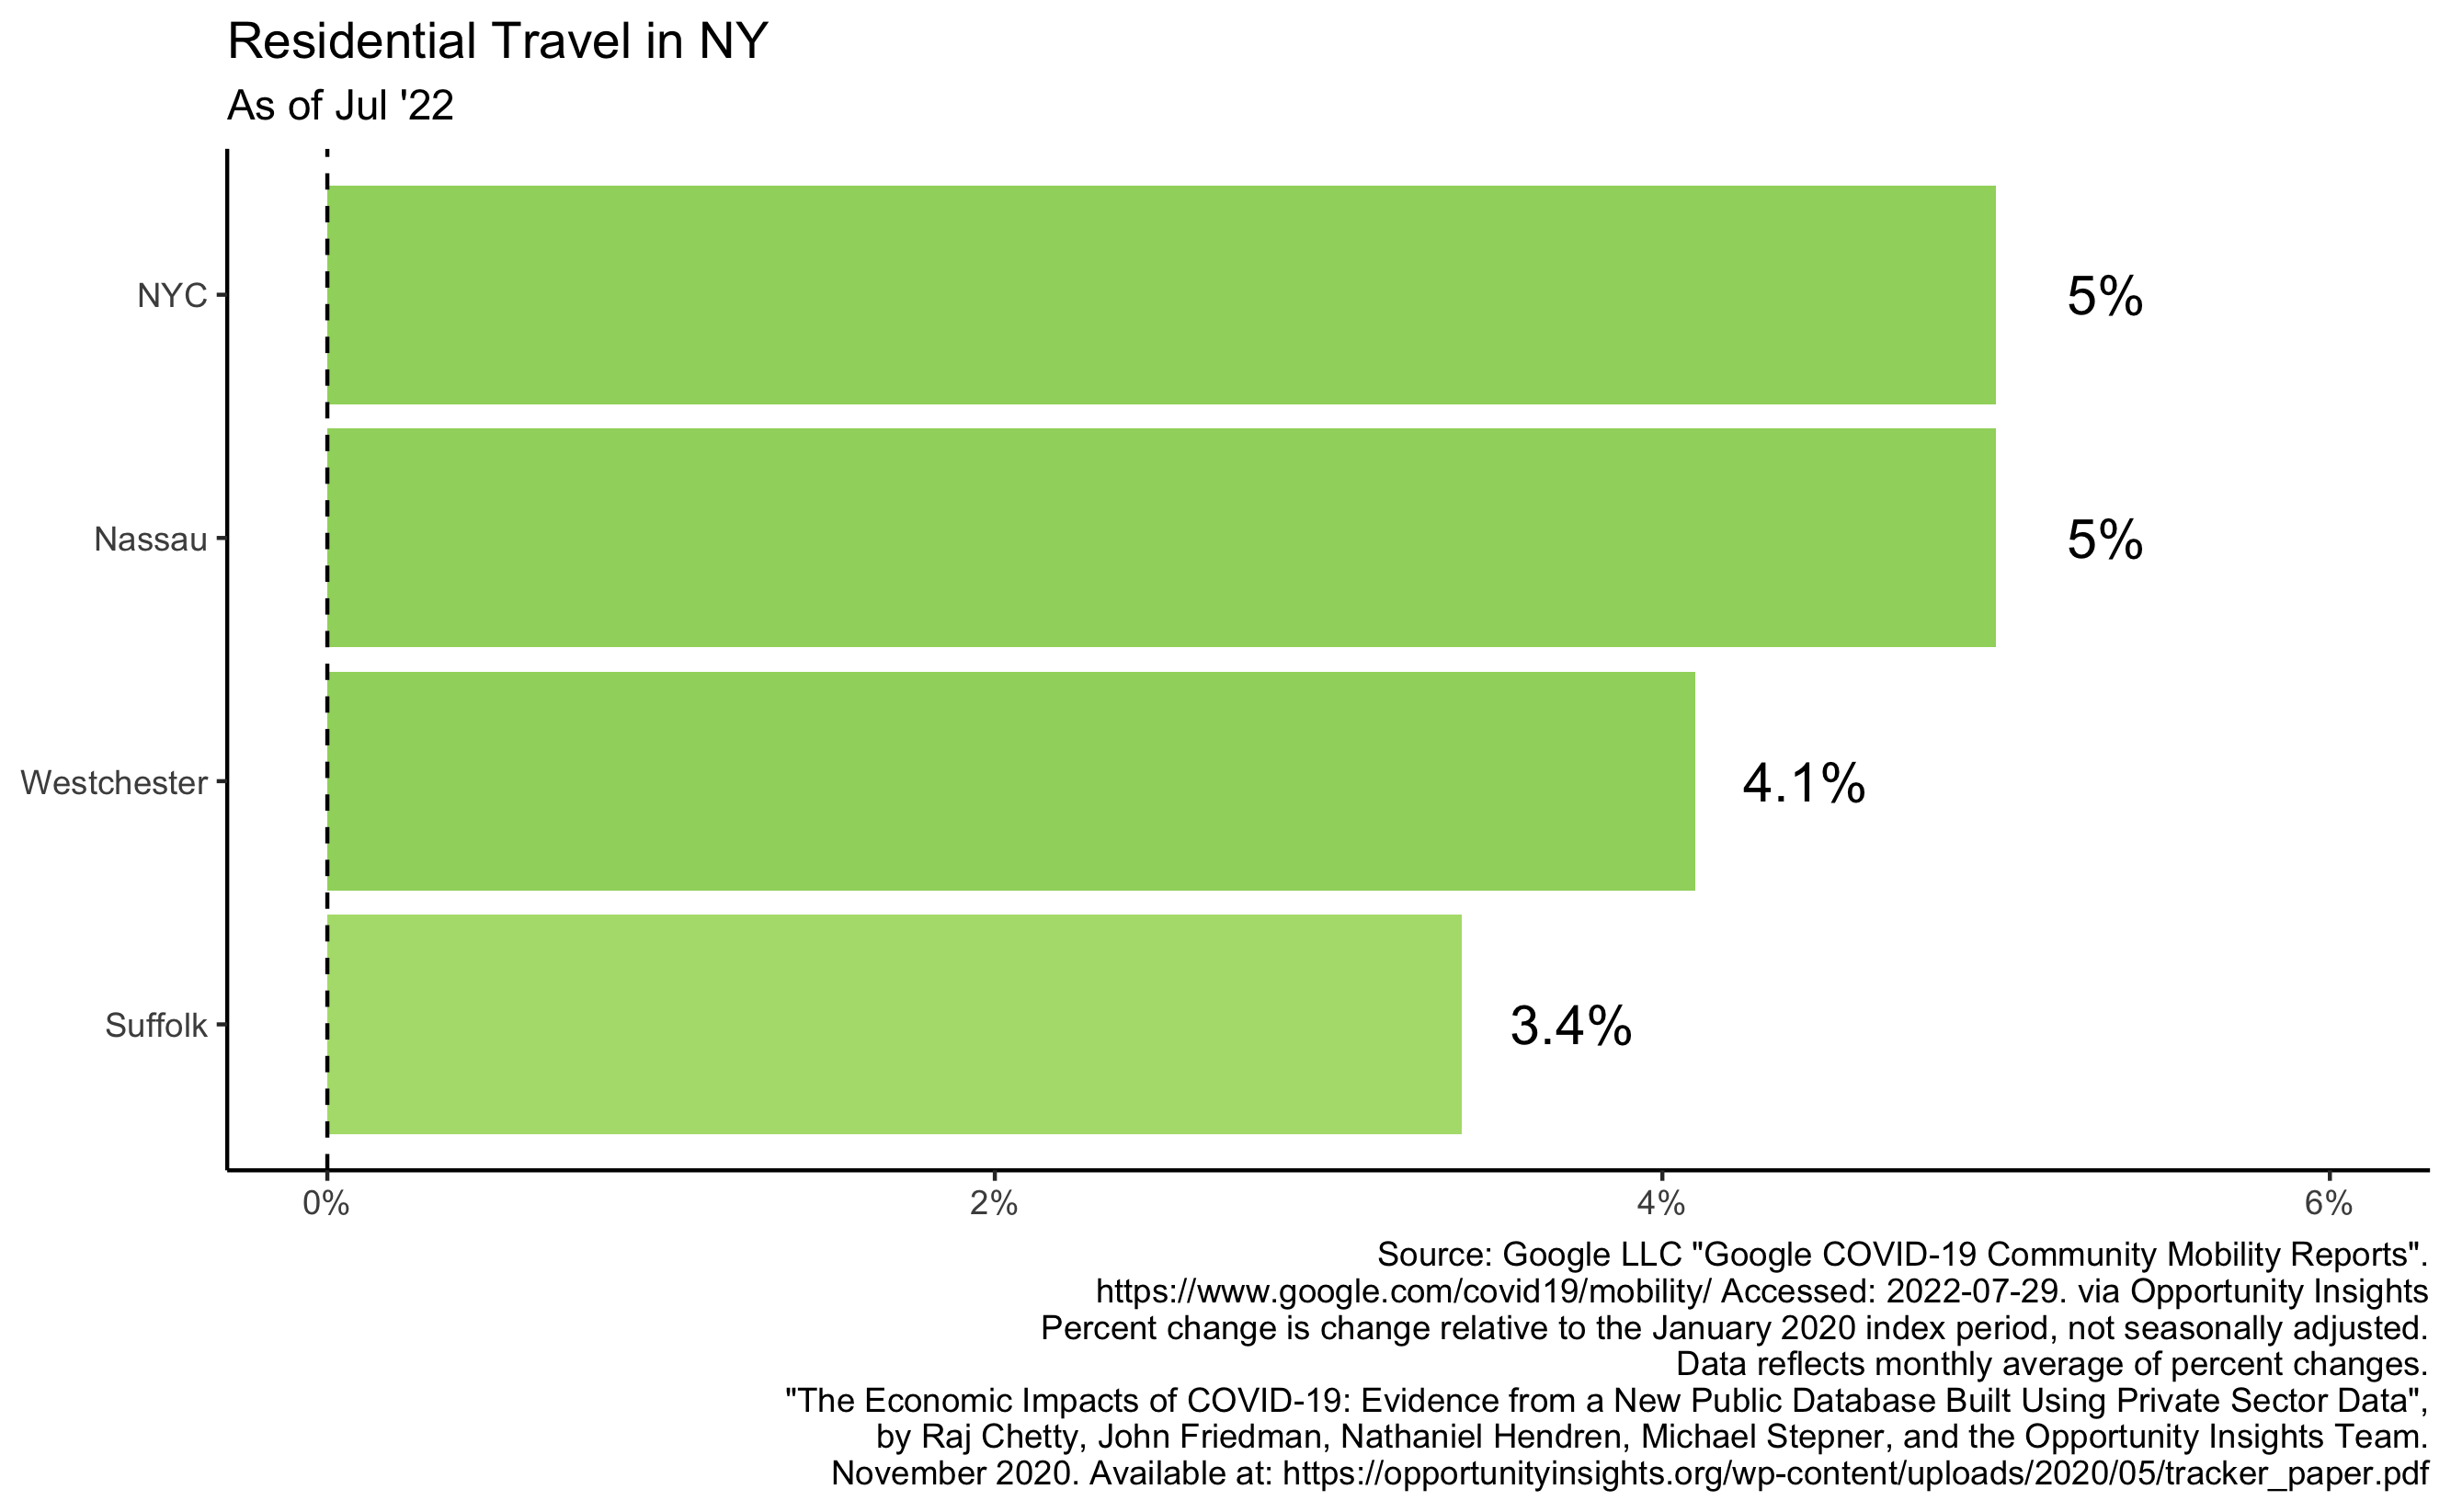 Residential Travel in NY
As of Jul '22
NYC
5%
Nassau
5%
Westchester
4.1%
Suffolk
3.4%
0%
2%
4%
6%
Source: Google LLC "Google COVID-19 Community Mobility Reports".
https://www.google.com/covid19/mobility/ Accessed: 2022-07-29. via Opportunity Insights
Percent change is change relative to the January 2020 index period, not seasonally adjusted.
Data reflects monthly average of percent changes.
"The Economic Impacts of COVID-19: Evidence from a New Public Database Built Using Private Sector Data",
by Raj Chetty, John Friedman, Nathaniel Hendren, Michael Stepner, and the Opportunity Insights Team.
November 2020. Available at: https://opportunityinsights.org/wp-content/uploads/2020/05/tracker_paper.pdf